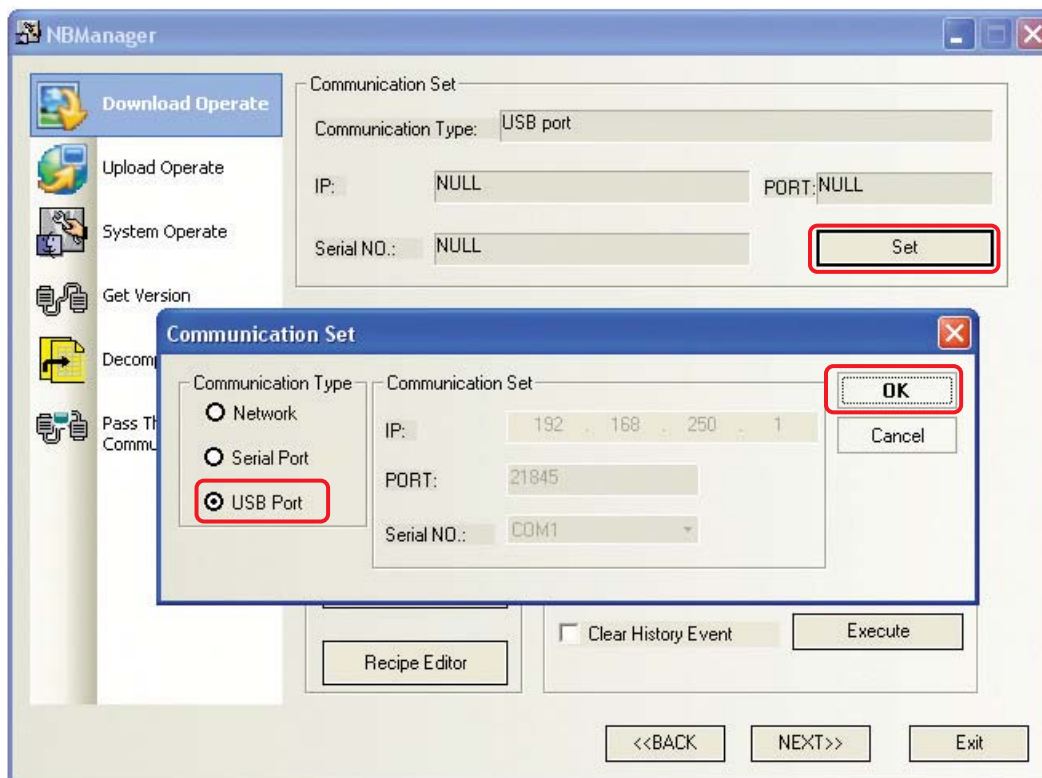 NBManager
Download Operate
Upload Operate
System Operate
Get Version
Decomp
Pass Th
Commu
Communication Set
Communication Type: USB port
IP: NULL PORT: NULL
Serial NO.: NULL Set
Communication Set
Communication Type
Network
Serial Port
USB Port
Communication Set
IP: 192 . 168 . 250 . 1
PORT: 21845
Serial NO.: COM1
OK
Cancel
Recipe Editor
Clear History Event
Execute
<<BACK NEXT>> Exit